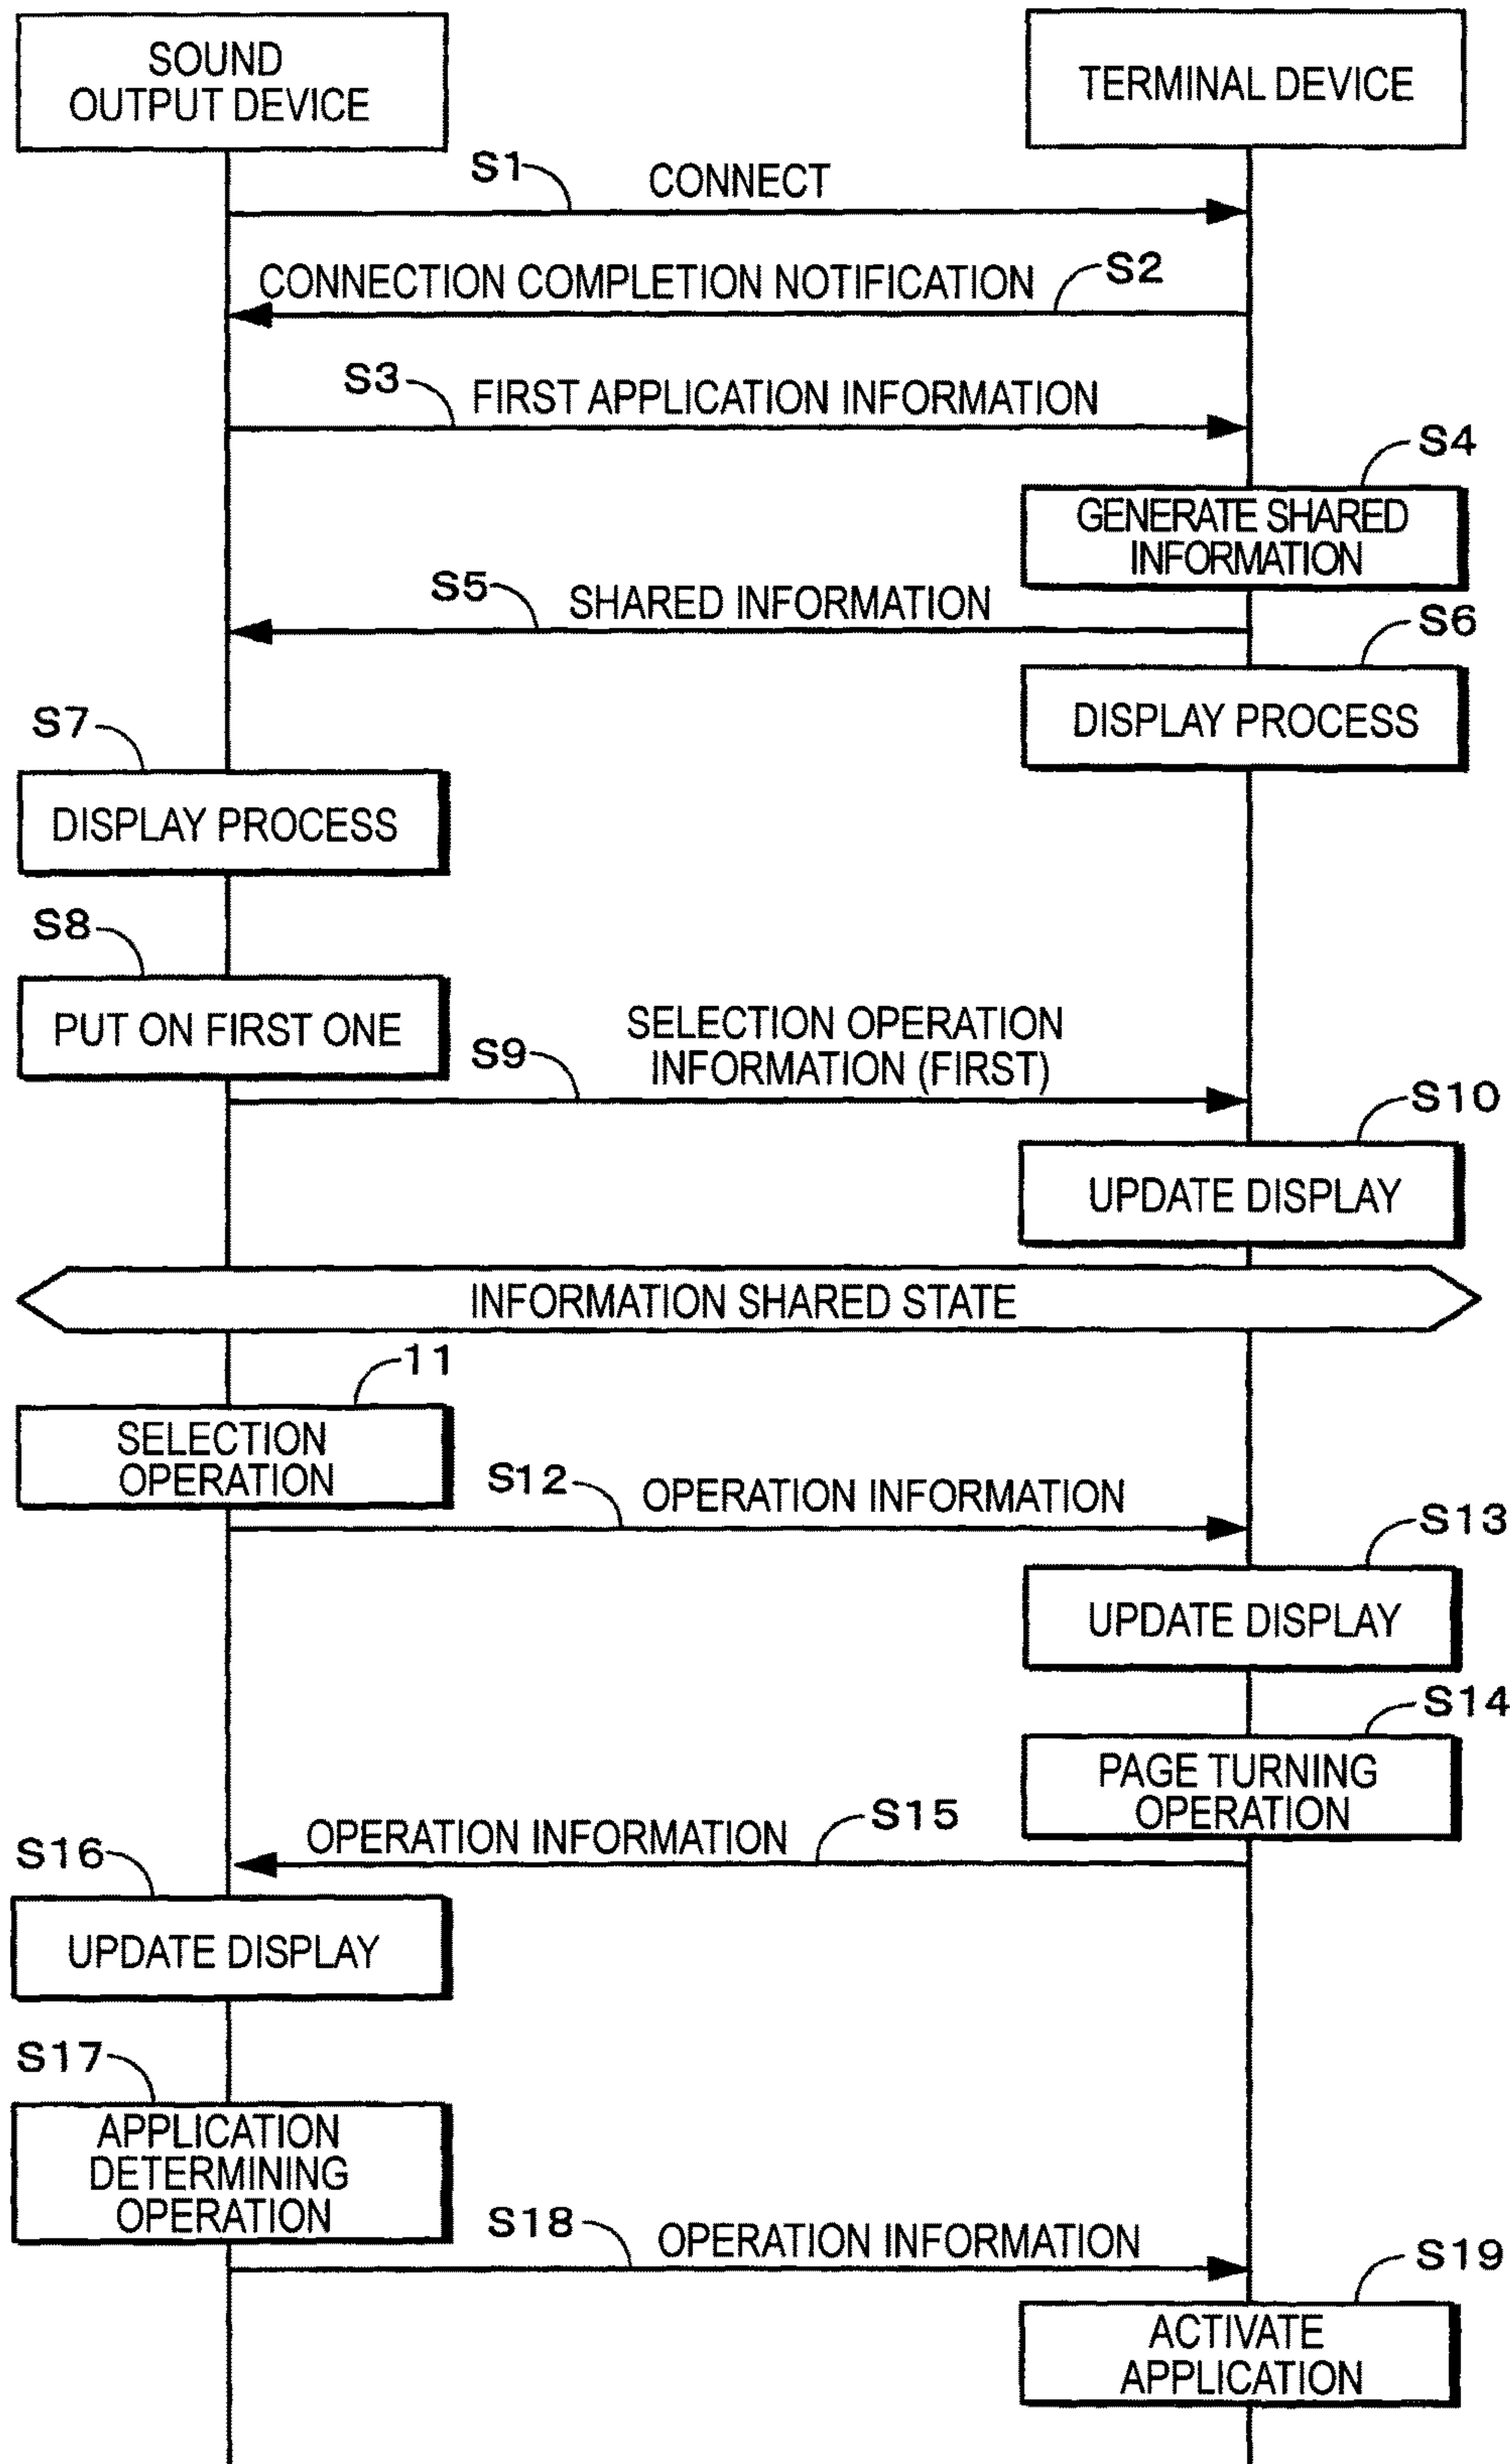 SOUND
OUTPUT DEVICE
TERMINAL DEVICE
S1
CONNECT
CONNECTION COMPLETION NOTIFICATION
S2
S3
FIRST APPLICATION INFORMATION
S4
GENERATE SHARED
INFORMATION
S5
SHARED INFORMATION
S6
DISPLAY PROCESS
S7
DISPLAY PROCESS
S8
PUT ON FIRST ONE
S9
SELECTION OPERATION
INFORMATION (FIRST)
S10
UPDATE DISPLAY
INFORMATION SHARED STATE
11
SELECTION
OPERATION
S12
OPERATION INFORMATION
S13
UPDATE DISPLAY
S14
PAGE TURNING
OPERATION
OPERATION INFORMATION
S15
S16
UPDATE DISPLAY
S17
APPLICATION
DETERMINING
OPERATION
S18
OPERATION INFORMATION
S19
ACTIVATE
APPLICATION